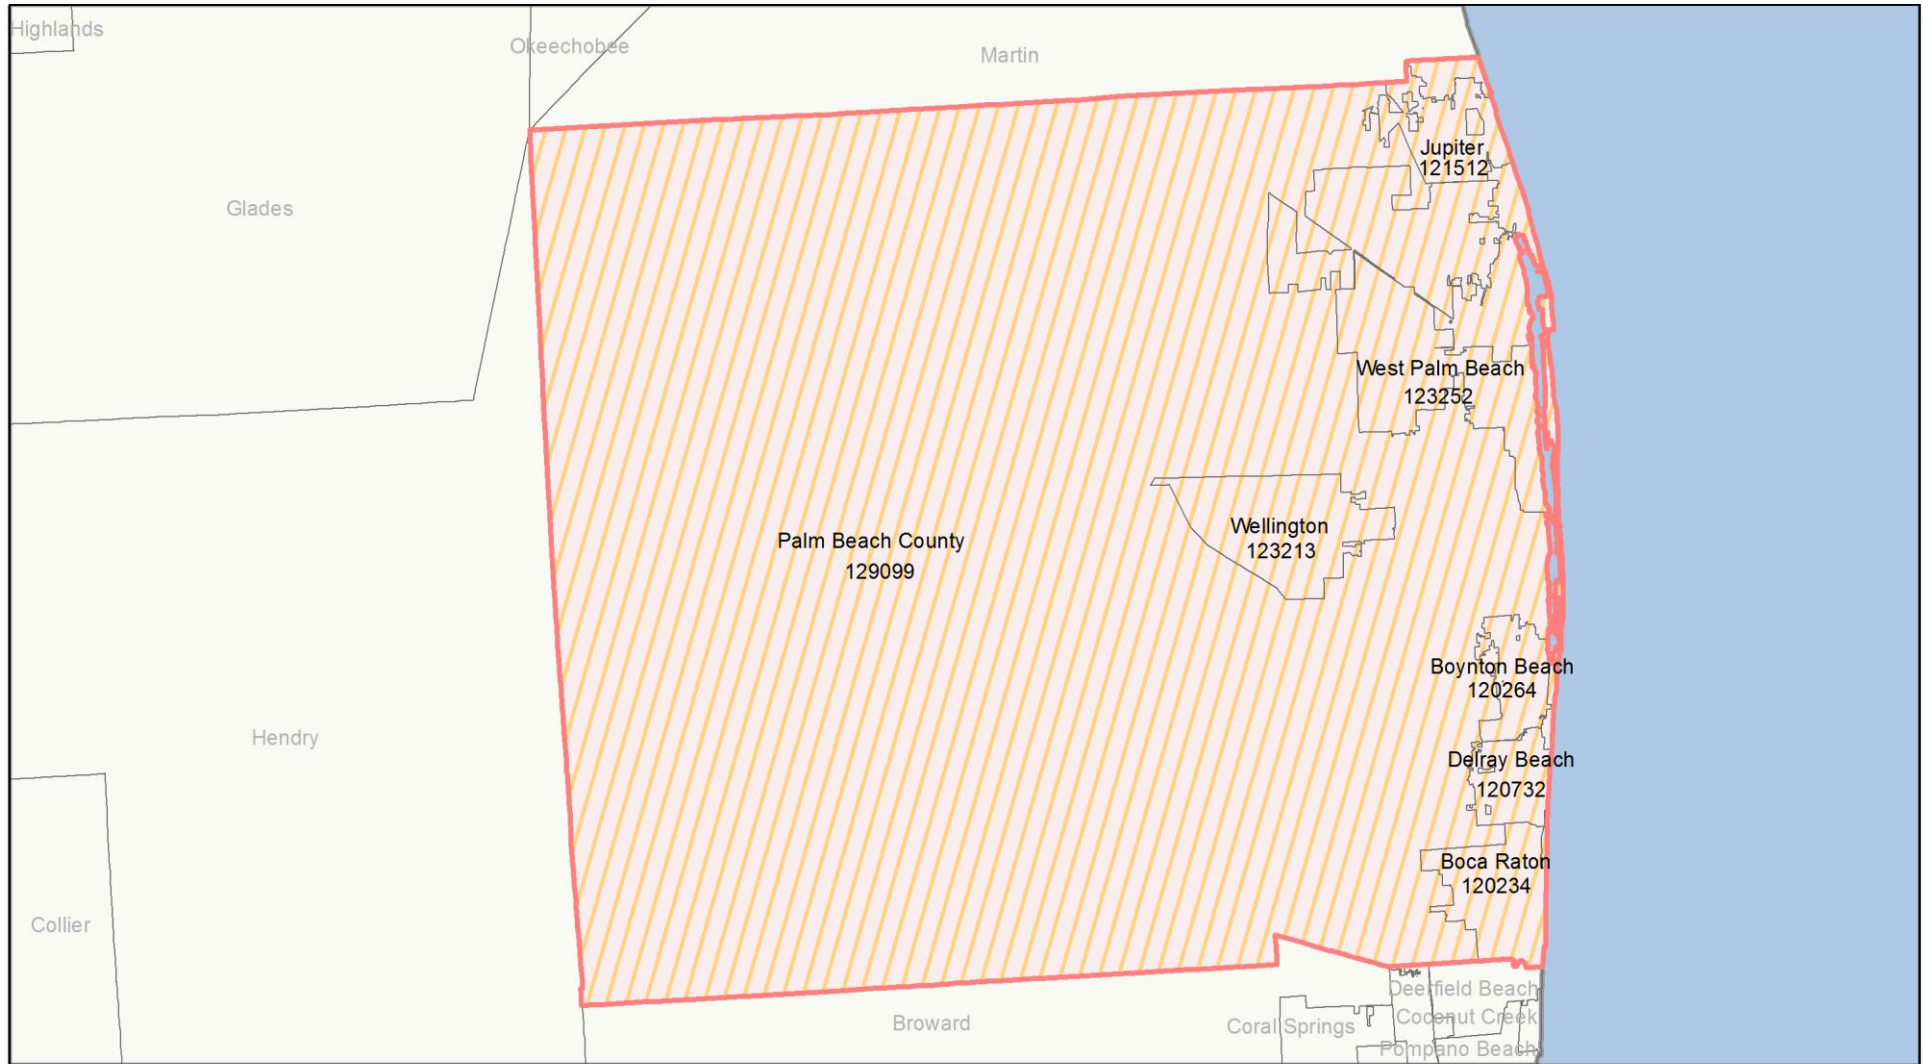 Highlands
Okeechobee
Martin
Jupiter
121512
Glades
West Palm Beach
123252
Wellington
123213
Palm Beach County
129099
Boynton Beach
120264
Hendry
Delray Beach
120732
Boca Raton
120234
Collier
Deerfield Beach
Broward
Coral Springs
Coconut Creek
Pompano Beach